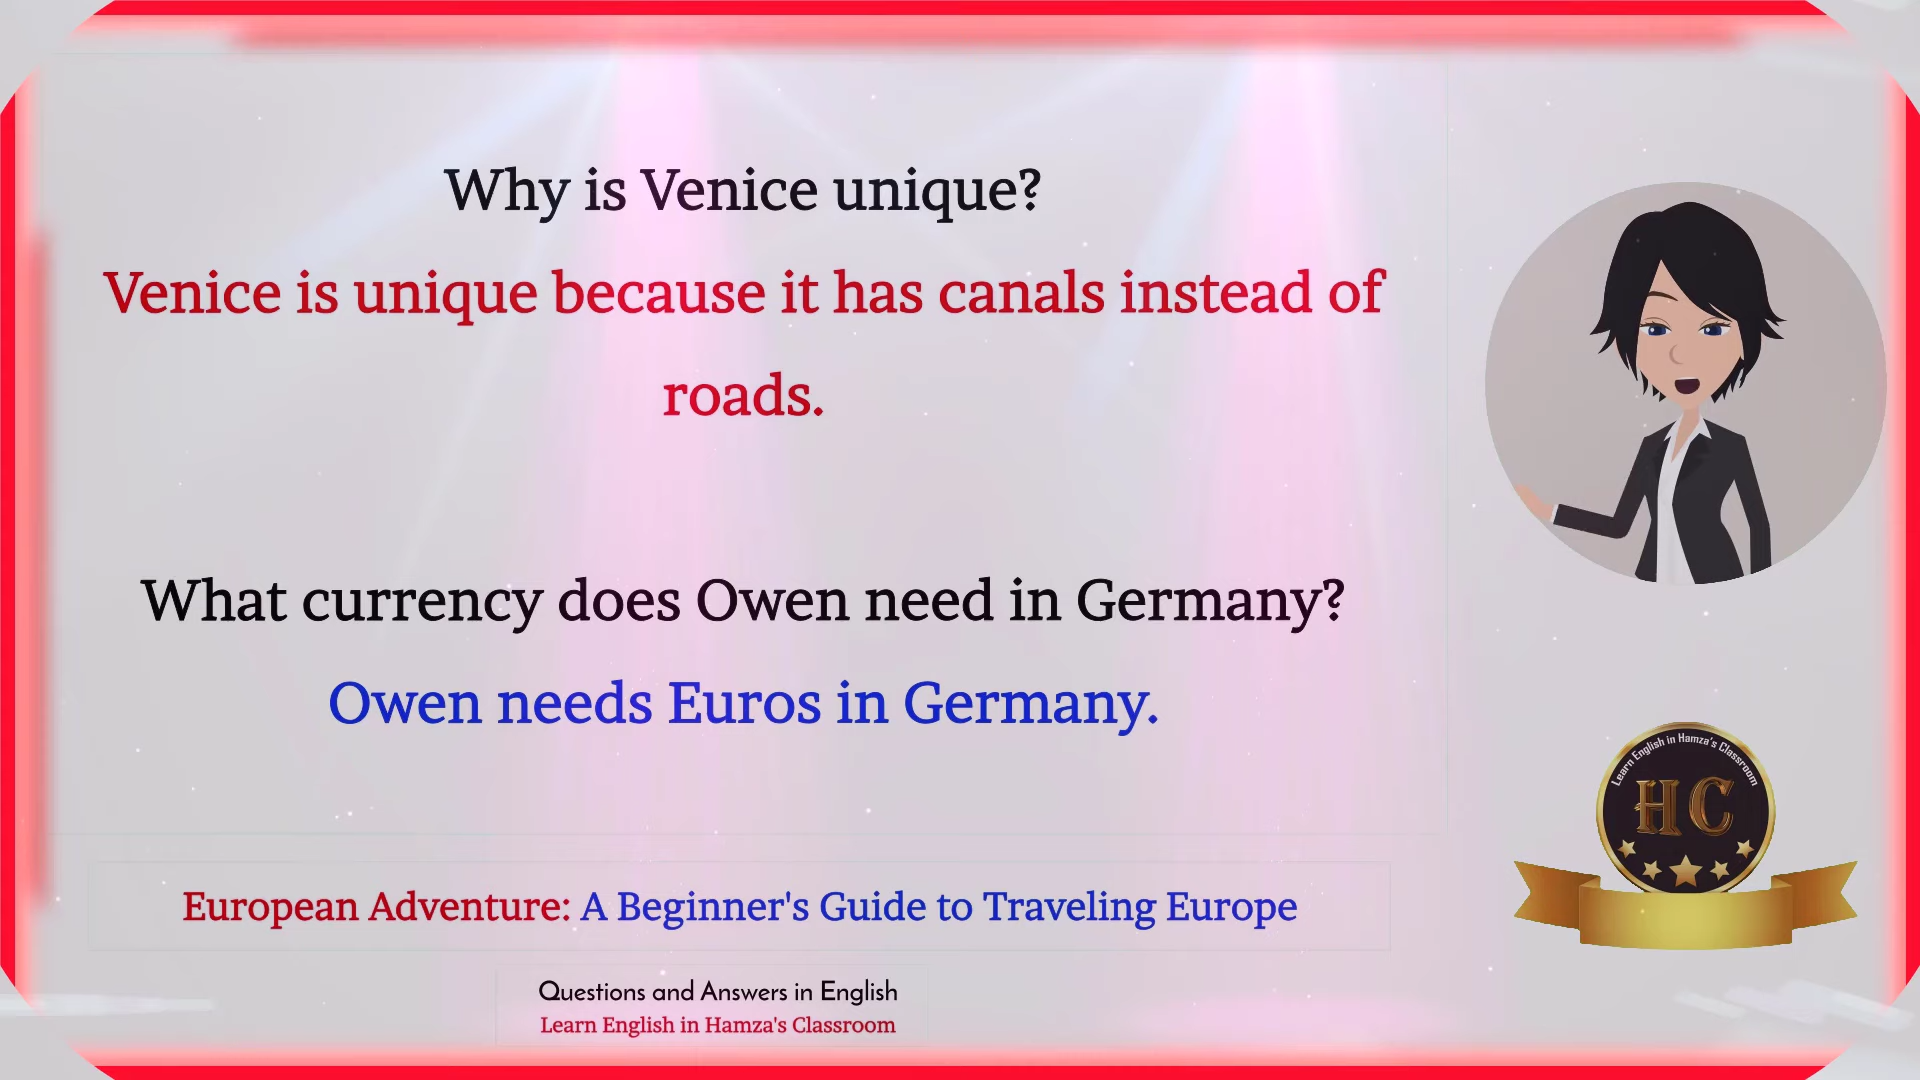 Why is Venice unique?
Venice is unique because it has canals instead of
roads.
What currency does Owen need in Germany?
Owen needs Euros in Germany.
Learn English in Hamza's Classroom
HC
European Adventure: A Beginner's Guide to Traveling Europe
Questions and Answers in English
Learn English in Hamza's Classroom